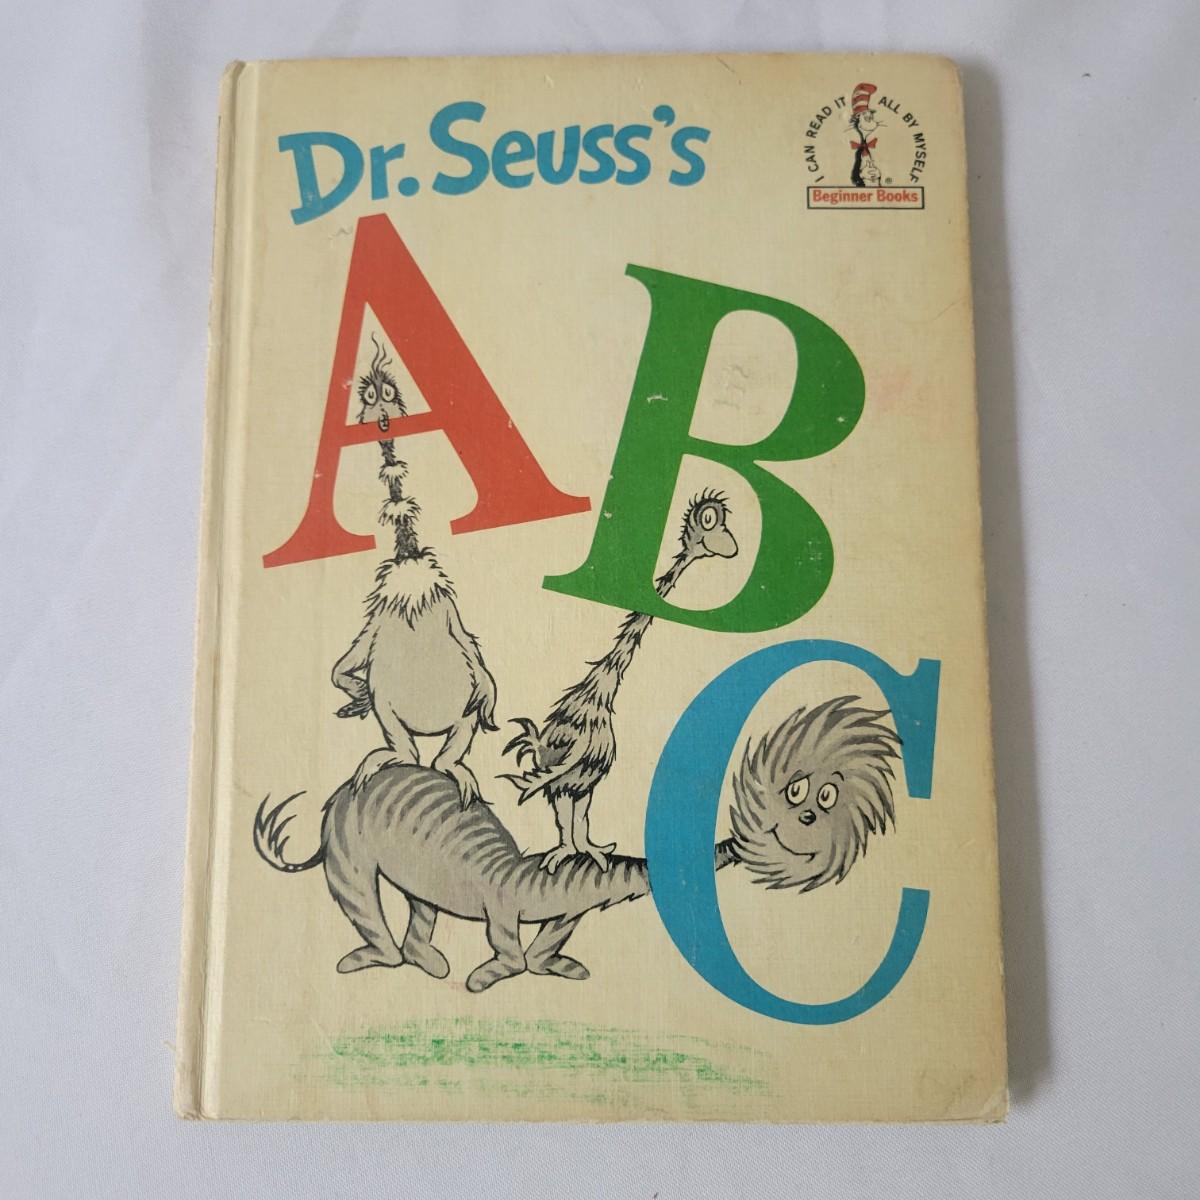 Dr. Seuss's
I CAN READ IT ALL BY MYSELF
®
Beginner Books
A
B
C